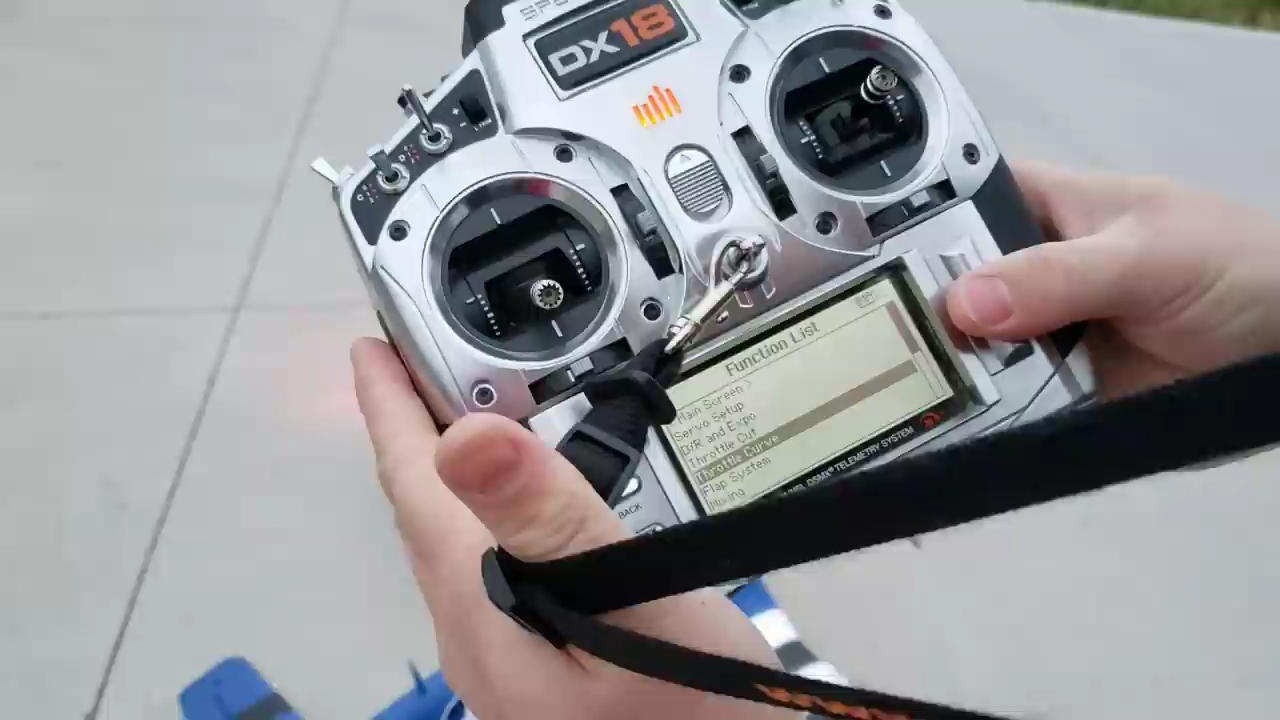 DX18
Function List
Main Screen >
Servo Setup
D/R and Expo
Throttle Cut
Throttle Curve
Flap System
Mixing
DSMX® TELEMETRY SYSTEM
BACK